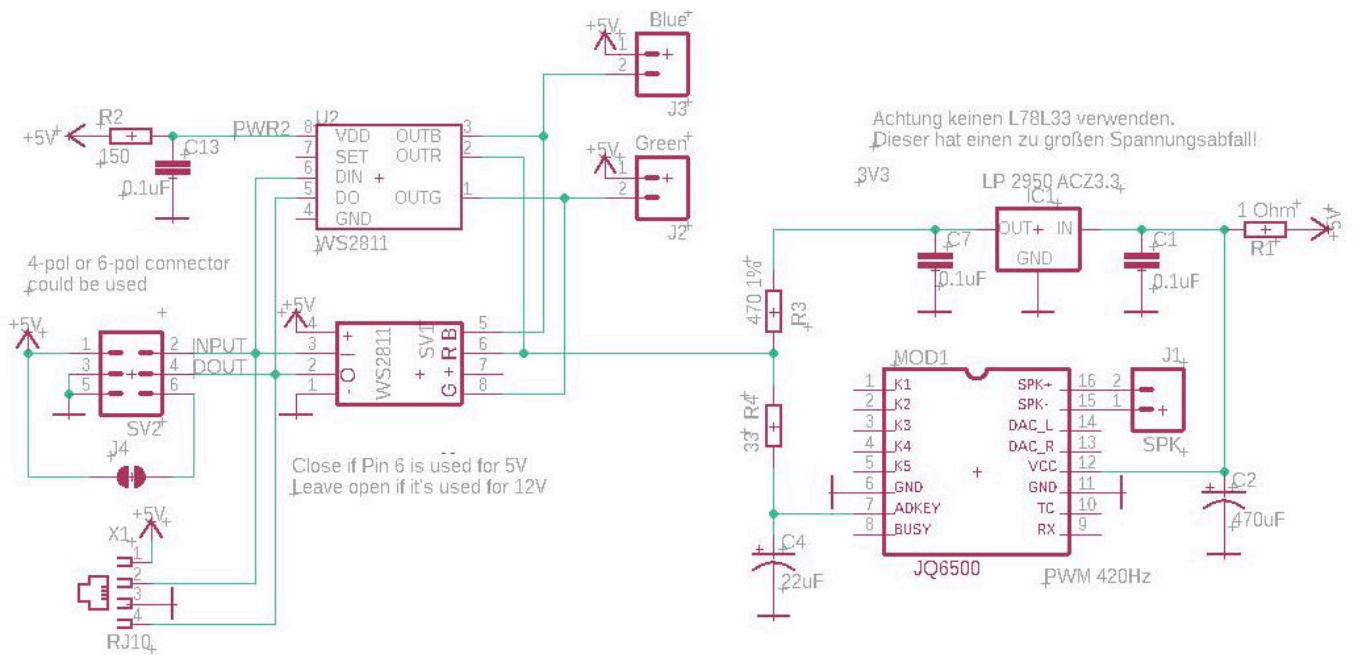 Blue
+5V
1
2
J3
R2
+5V
150
PWR2
C13
0.1uF
U2
8 VDD OUTB 3
7 SET OUTR 2
6 DIN
5 DO OUTG 1
4 GND
WS2811
Green
+5V
1
2
J2
Achtung keinen L78L33 verwenden.
Dieser hat einen zu großen Spannungsabfall!
3V3
LP 2950 ACZ3.3
IC1
OUT IN
GND
C7
0.1uF
C1
0.1uF
1 Ohm
R1
+5V
4-pol or 6-pol connector
could be used
+5V
1 2 INPUT
3 4 DOUT
5 6
SV2
J4
+5V
4 + 5
3 I 6
2 O 7
1 - 8
WS2811
SV1
G + R B
Close if Pin 6 is used for 5V
Leave open if it's used for 12V
+5V
X1
1
2
3
4
RJ10
470 1%
R3
R4
33
C4
22uF
MOD1
1 K1 SPK+ 16 2
2 K2 SPK- 15 1
3 K3 DAC_L 14
4 K4 DAC_R 13
5 K5 VCC 12
6 GND GND 11
7 ADKEY TC 10
8 BUSY RX 9
JQ6500
PWM 420Hz
J1
SPK
C2
470uF